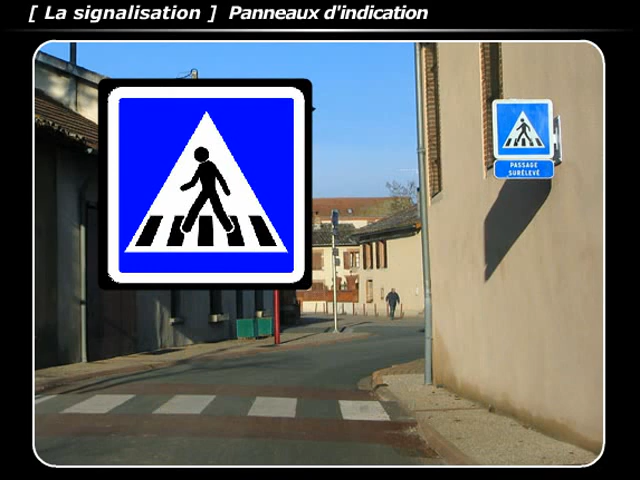 [ La signalisation ] Panneaux d'indication
PASSAGE
SURÉLEVÉ